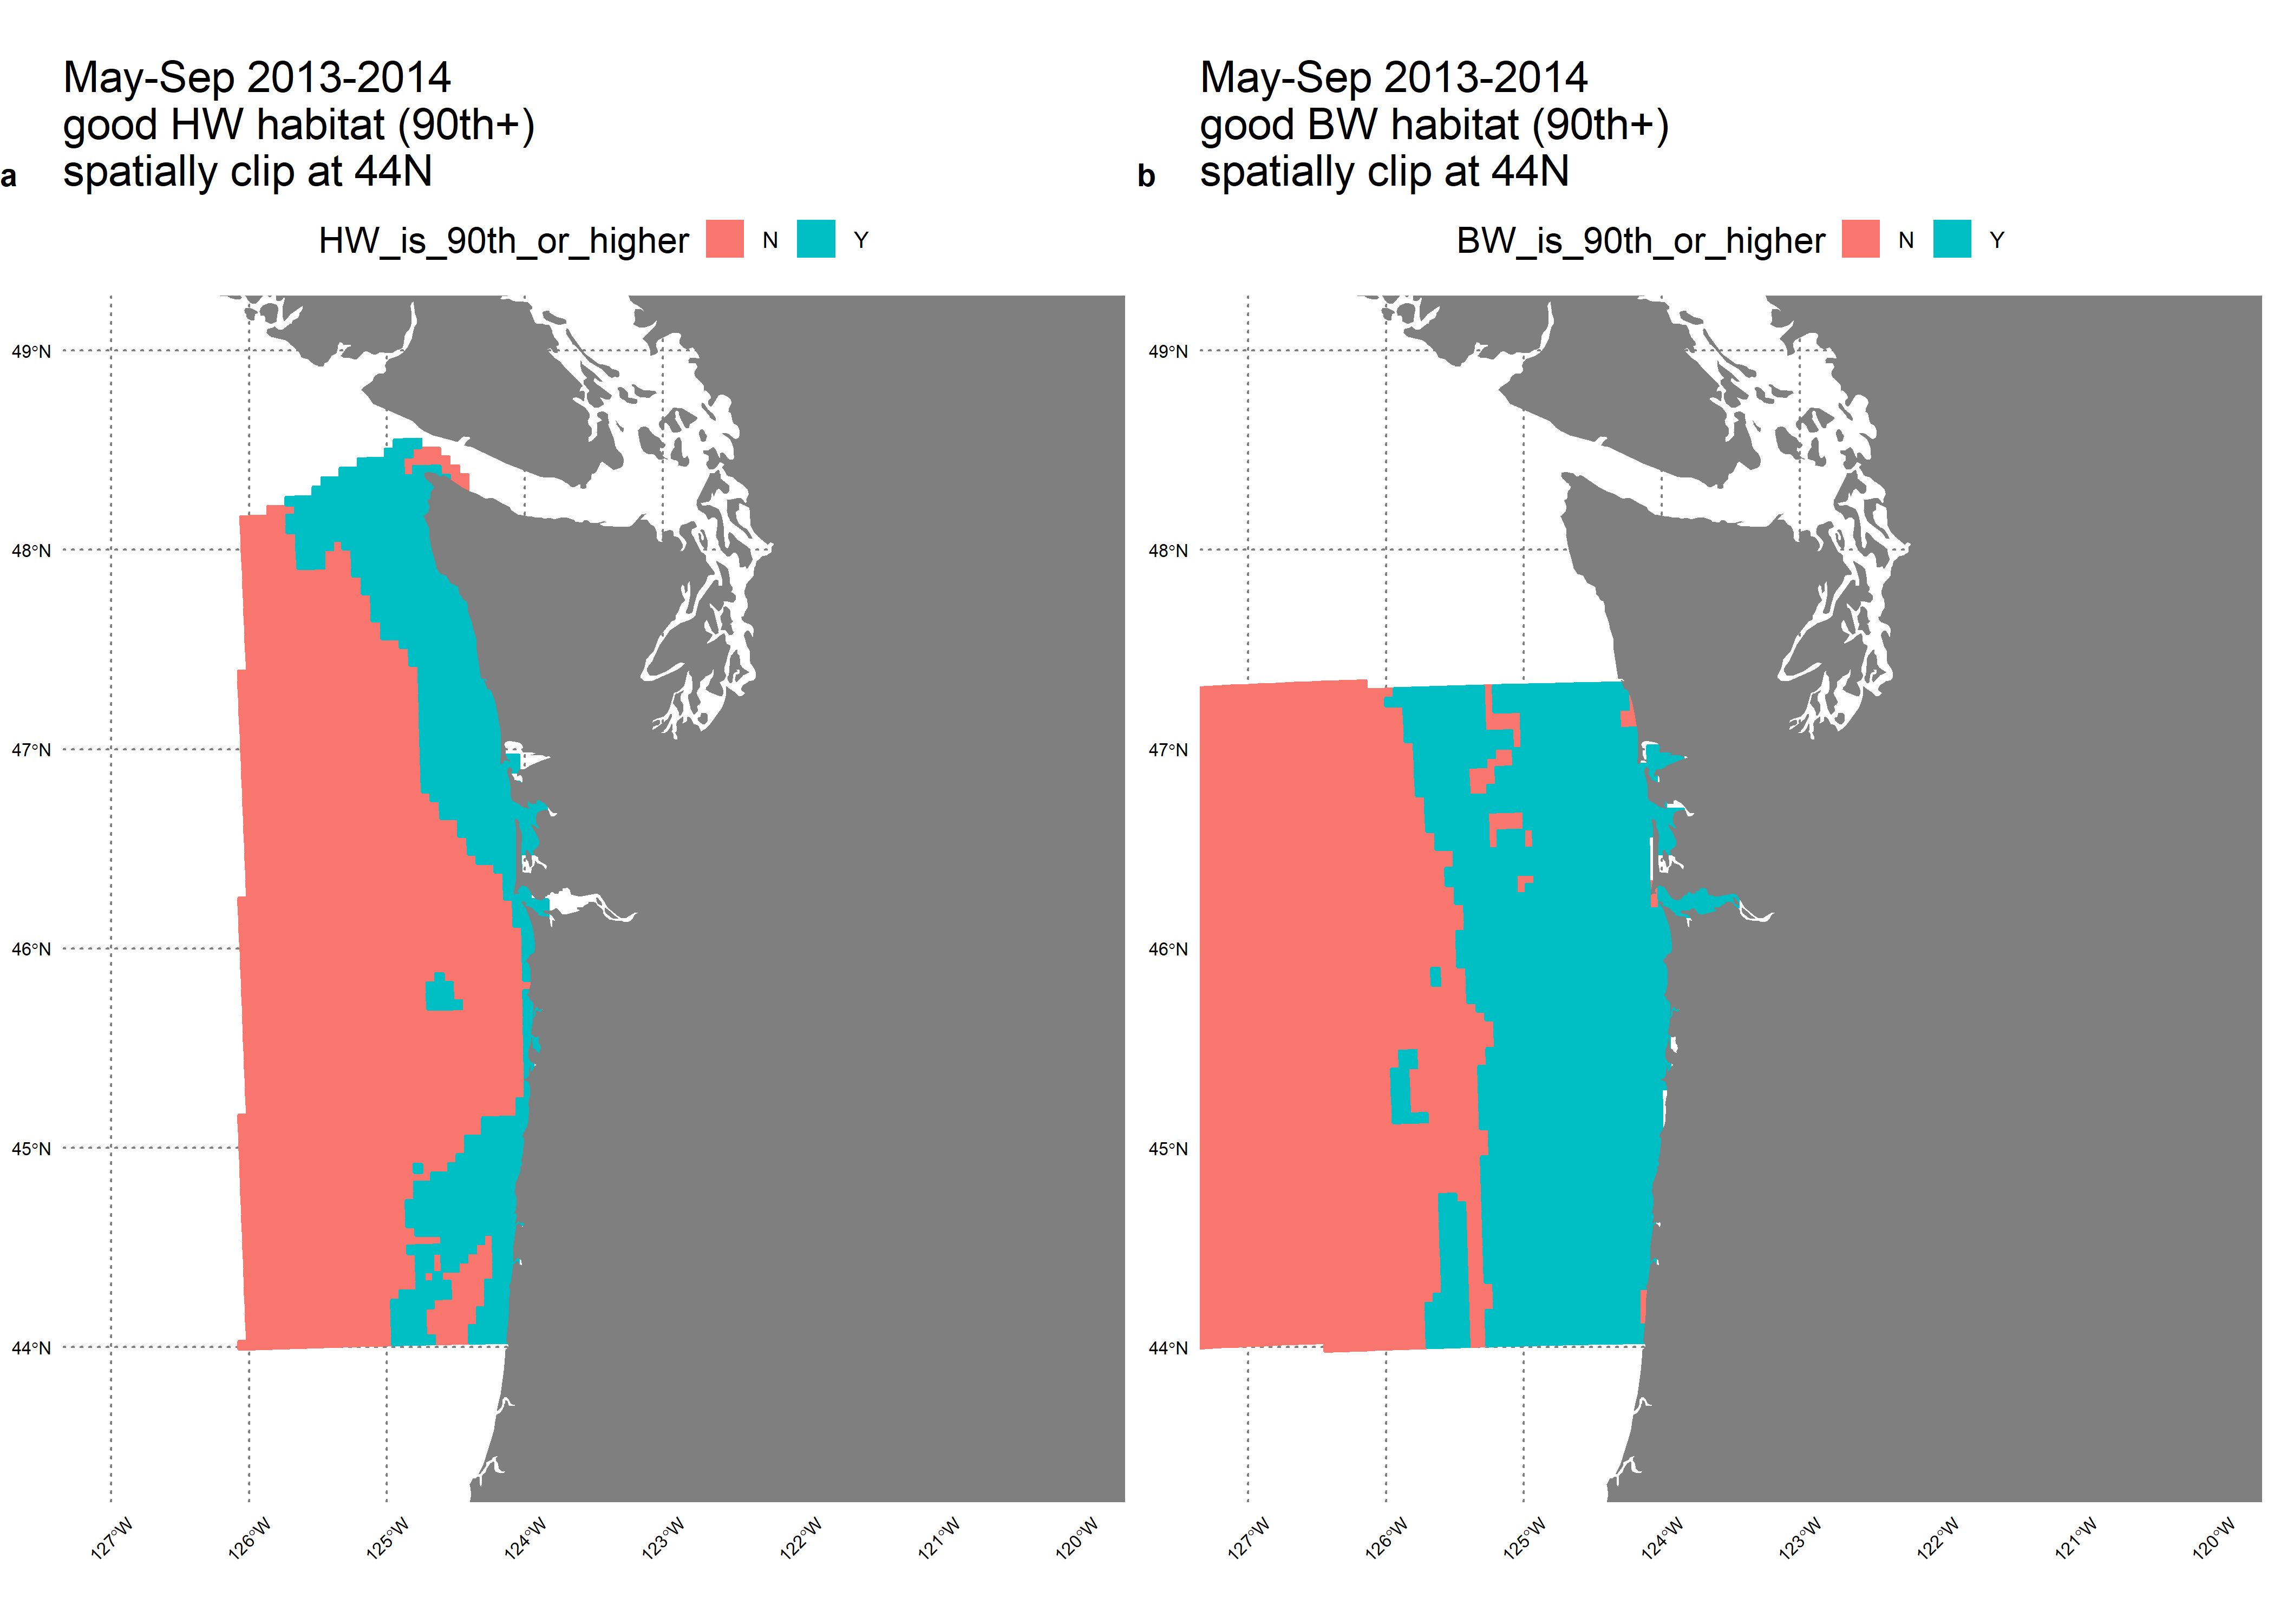 May-Sep 2013-2014
good HW habitat (90th+)
spatially clip at 44N
a
HW_is_90th_or_higher N Y
49°N
48°N
47°N
46°N
45°N
44°N
127°W 126°W 125°W 124°W 123°W 122°W 121°W 120°W
May-Sep 2013-2014
good BW habitat (90th+)
spatially clip at 44N
b
BW_is_90th_or_higher N Y
49°N
48°N
47°N
46°N
45°N
44°N
127°W 126°W 125°W 124°W 123°W 122°W 121°W 120°W